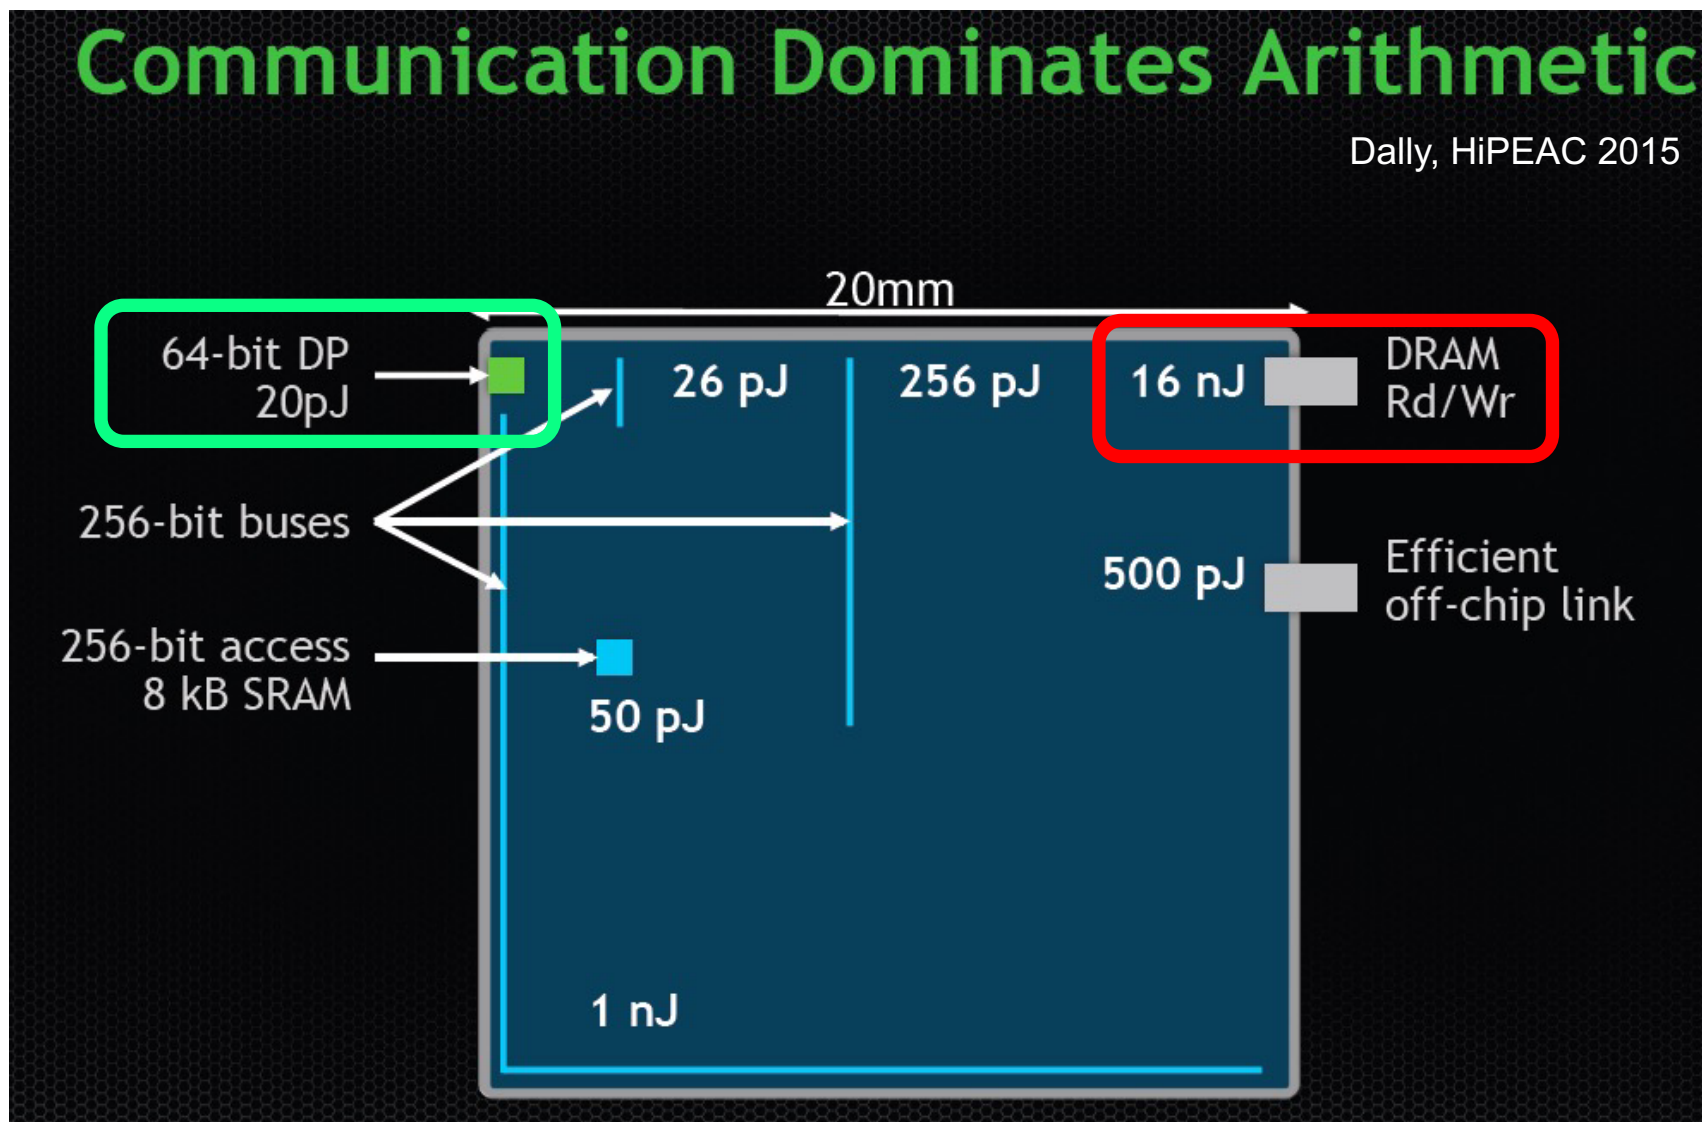 Communication Dominates Arithmetic
Dally, HiPEAC 2015
20mm
64-bit DP
20pJ
26 pJ
256 pJ
16 nJ
DRAM
Rd/Wr
256-bit buses
500 pJ
Efficient
off-chip link
256-bit access
8 kB SRAM
50 pJ
1 nJ